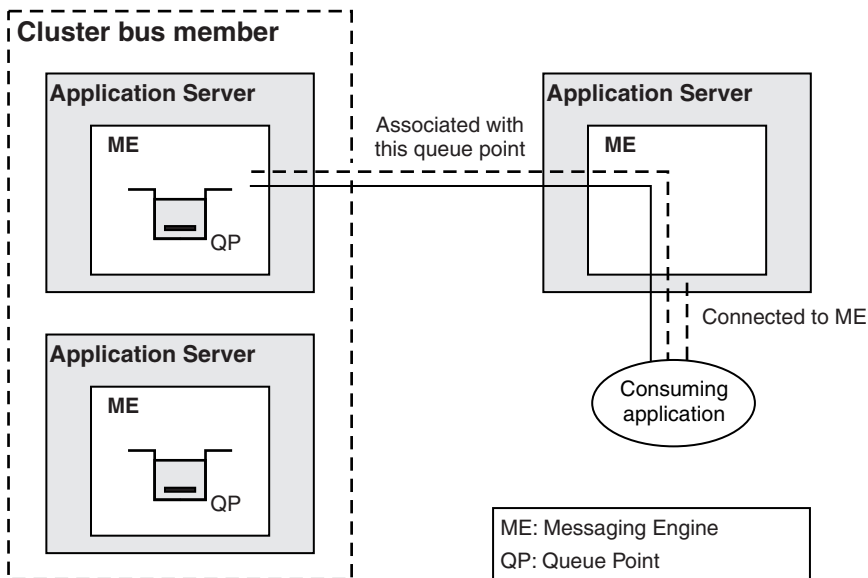 Cluster bus member
Application Server
ME
QP
Associated with
this queue point
Application Server
ME
Connected to ME
Consuming
application
Application Server
ME
QP
ME: Messaging Engine
QP: Queue Point